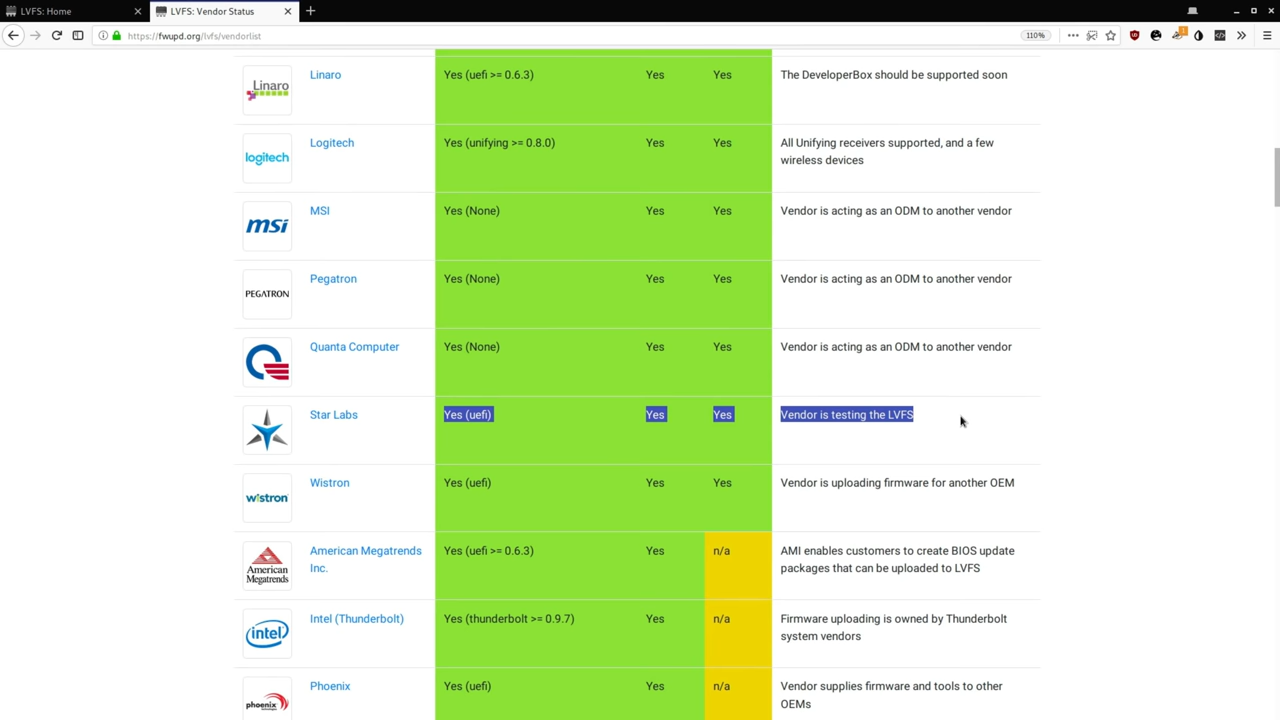 LVFS: Home
LVFS: Vendor Status
https://fwupd.org/lvfs/vendorlist
110%
Linaro
Linaro
Yes (uefi >= 0.6.3)
Yes
Yes
The DeveloperBox should be supported soon
logitech
Logitech
Yes (unifying >= 0.8.0)
Yes
Yes
All Unifying receivers supported, and a few
wireless devices
msi
MSI
Yes (None)
Yes
Yes
Vendor is acting as an ODM to another vendor
PEGATRON
Pegatron
Yes (None)
Yes
Yes
Vendor is acting as an ODM to another vendor
Quanta Computer
Yes (None)
Yes
Yes
Vendor is acting as an ODM to another vendor
Star Labs
Yes (uefi)
Yes
Yes
Vendor is testing the LVFS
wistron
Wistron
Yes (uefi)
Yes
Yes
Vendor is uploading firmware for another OEM
American
Megatrends
American Megatrends
Inc.
Yes (uefi >= 0.6.3)
Yes
n/a
AMI enables customers to create BIOS update
packages that can be uploaded to LVFS
intel
Intel (Thunderbolt)
Yes (thunderbolt >= 0.9.7)
Yes
n/a
Firmware uploading is owned by Thunderbolt
system vendors
phoenix
Phoenix
Yes (uefi)
Yes
n/a
Vendor supplies firmware and tools to other
OEMs